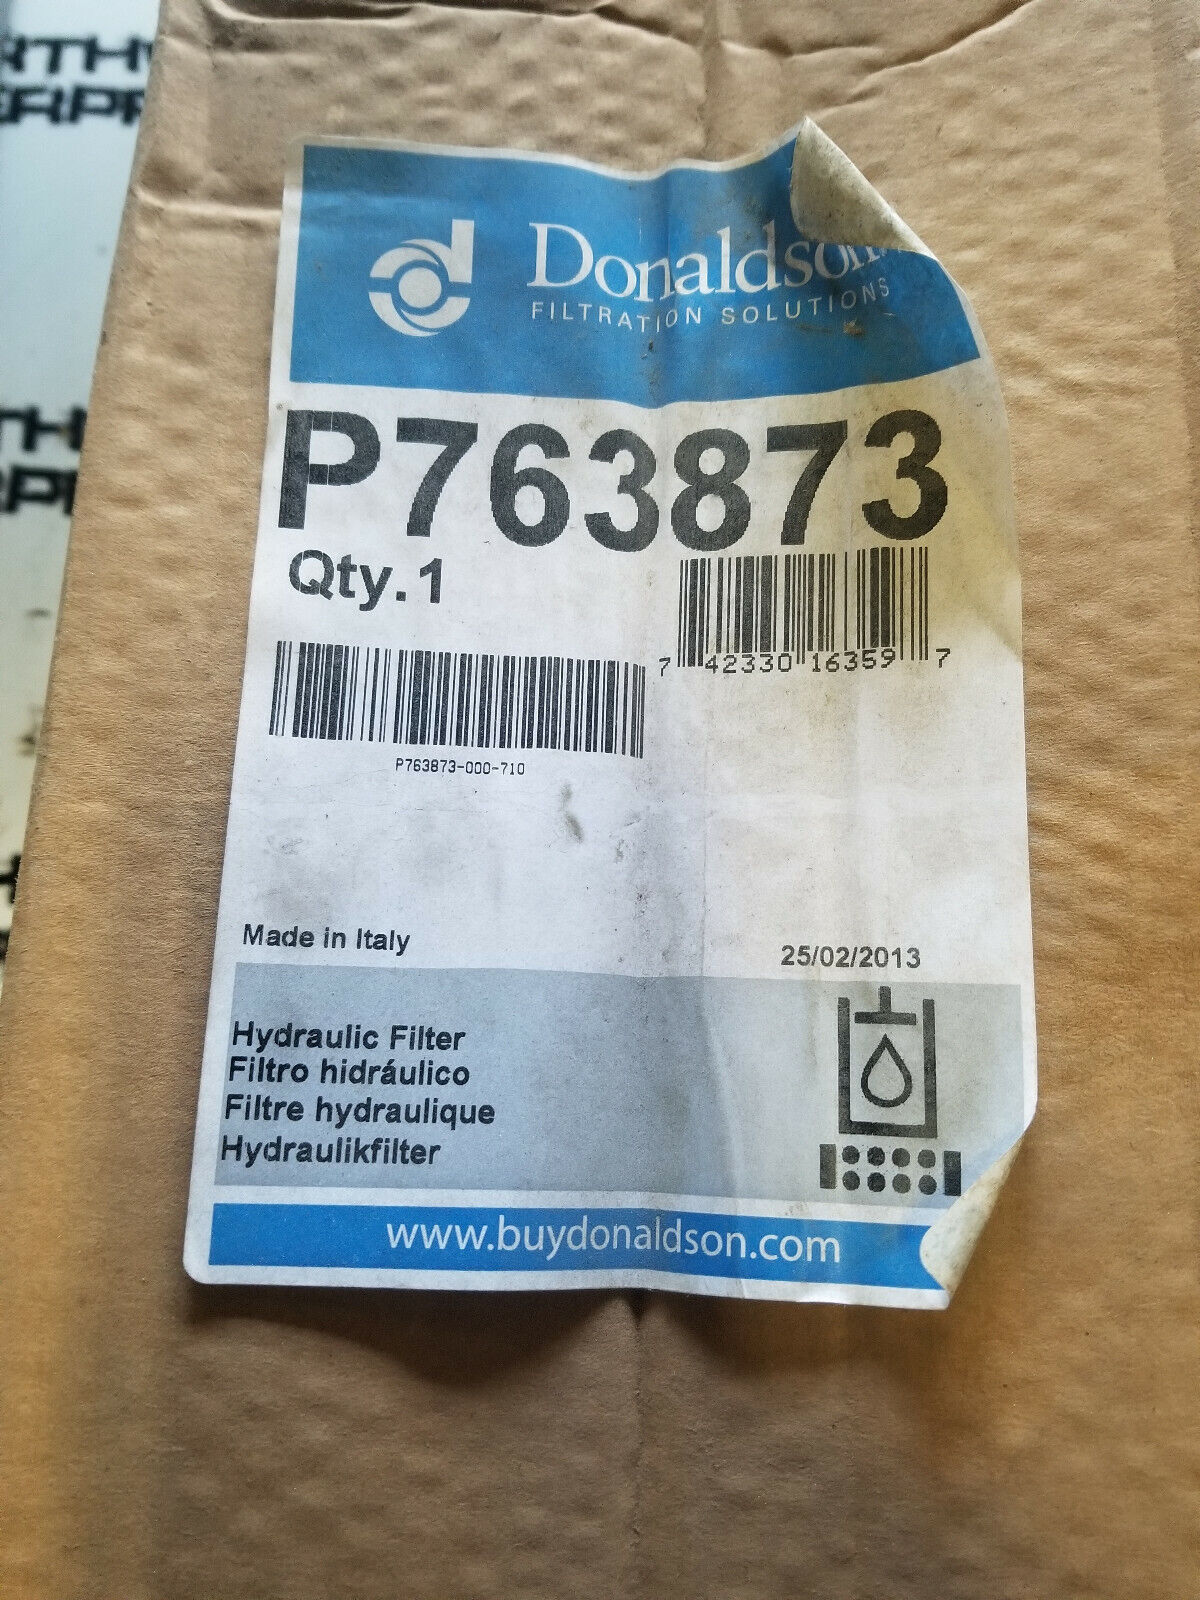 Donaldson
FILTRATION SOLUTIONS
P763873
Qty.1
7 42330 16359 7
P763873-000-710
Made in Italy
25/02/2013
Hydraulic Filter
Filtro hidráulico
Filtre hydraulique
Hydraulikfilter
www.buydonaldson.com